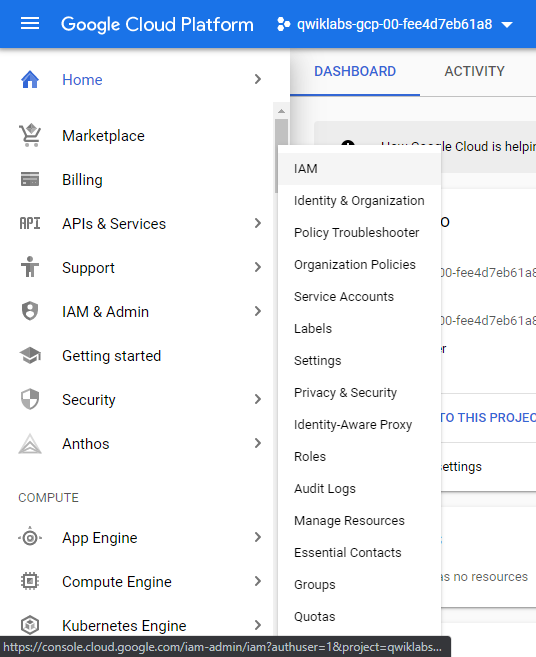 Google Cloud Platform
qwiklabs-gcp-00-fee4d7eb61a8
Home
Marketplace
Billing
APIs & Services
Support
IAM & Admin
Getting started
Security
Anthos
COMPUTE
App Engine
Compute Engine
Kubernetes Engine
DASHBOARD
ACTIVITY
How Google Cloud is helpin
IAM
Identity & Organization
Policy Troubleshooter
Organization Policies
Service Accounts
Labels
Settings
Privacy & Security
Identity-Aware Proxy
Roles
Audit Logs
Manage Resources
Essential Contacts
Groups
Quotas
00-fee4d7eb61a8
00-fee4d7eb61a8
er
TO THIS PROJEC
settings
as no resources
https://console.cloud.google.com/iam-admin/iam?authuser=1&project=qwiklabs...